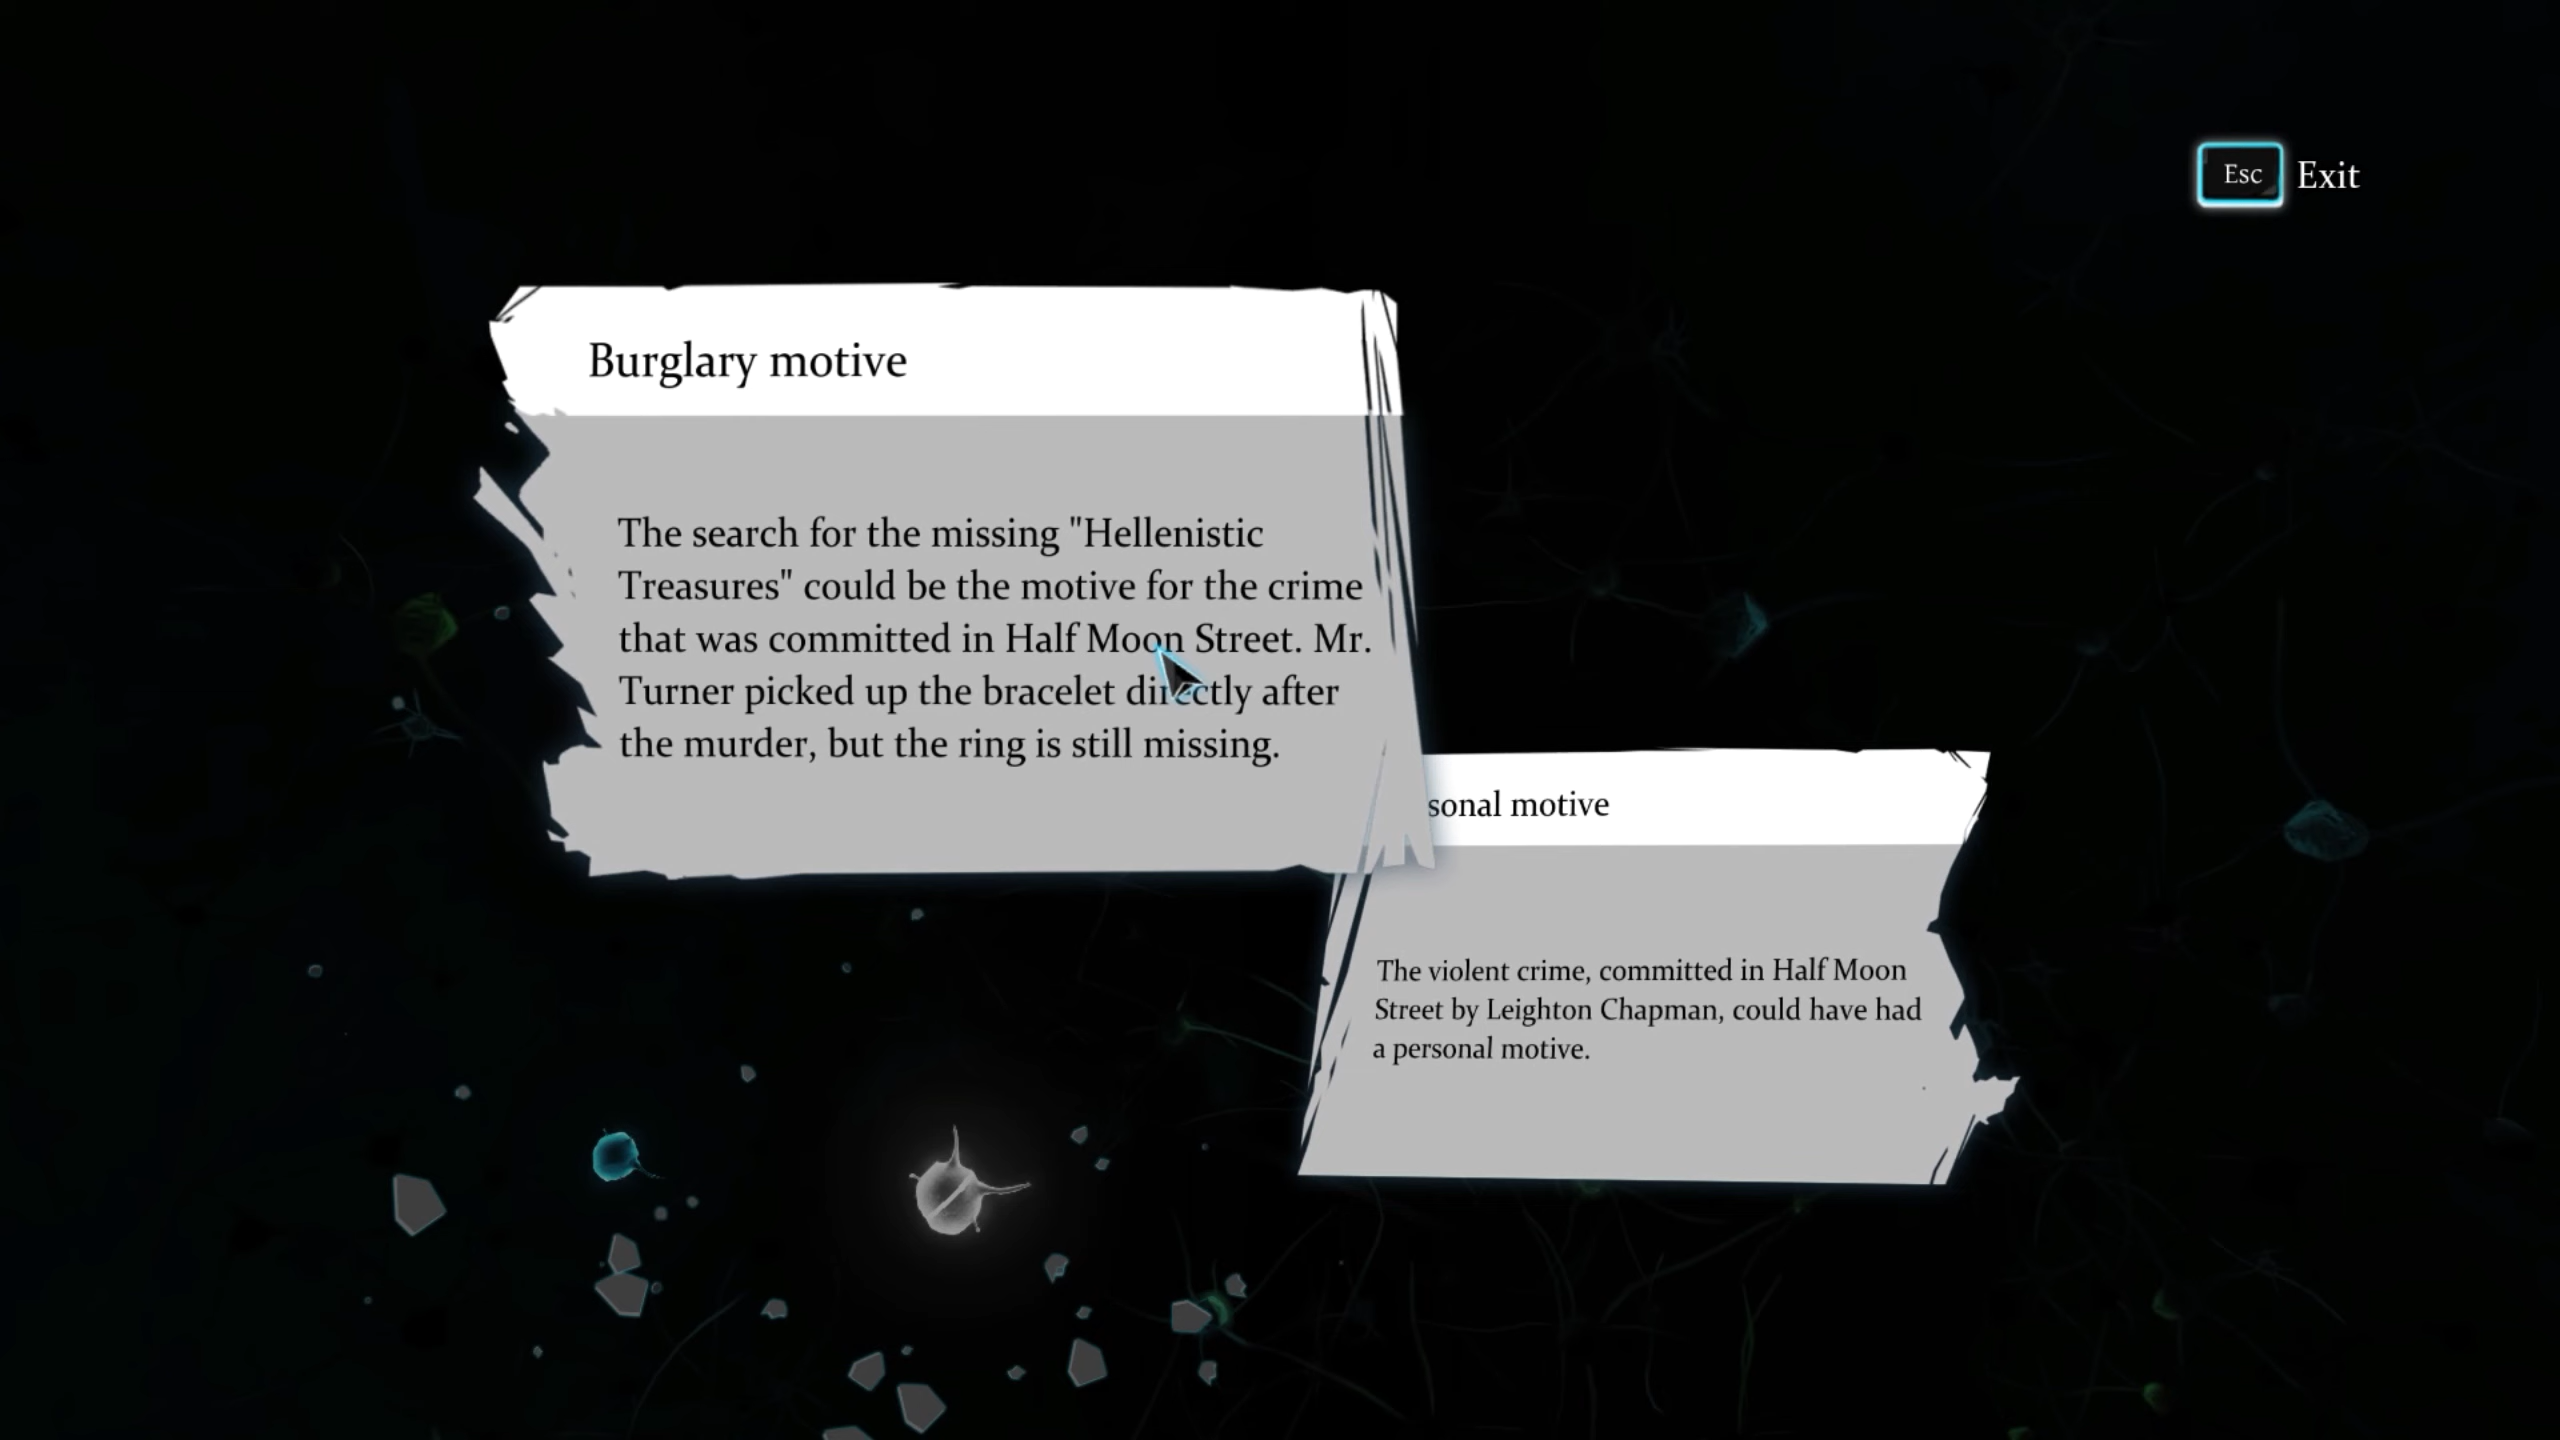 Esc Exit
Burglary motive
The search for the missing "Hellenistic
Treasures" could be the motive for the crime
that was committed in Half Moon Street. Mr.
Turner picked up the bracelet directly after
the murder, but the ring is still missing.
sonal motive
The violent crime, committed in Half Moon
Street by Leighton Chapman, could have had
a personal motive.